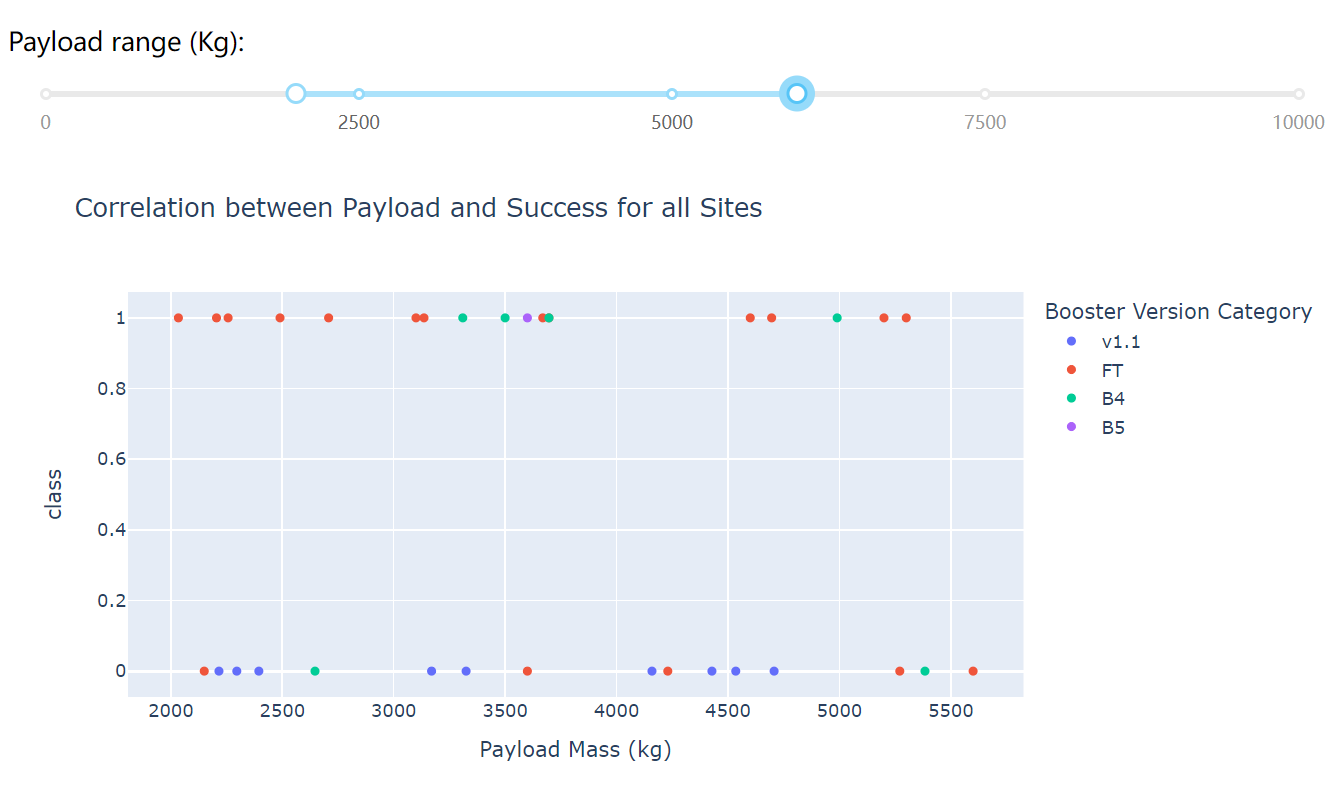 Payload range (Kg):
0 2500 5000 7500 10000
Correlation between Payload and Success for all Sites
Booster Version Category
v1.1
FT
B4
B5
1
0.8
0.6
0.4
0.2
0
class
2000 2500 3000 3500 4000 4500 5000 5500
Payload Mass (kg)